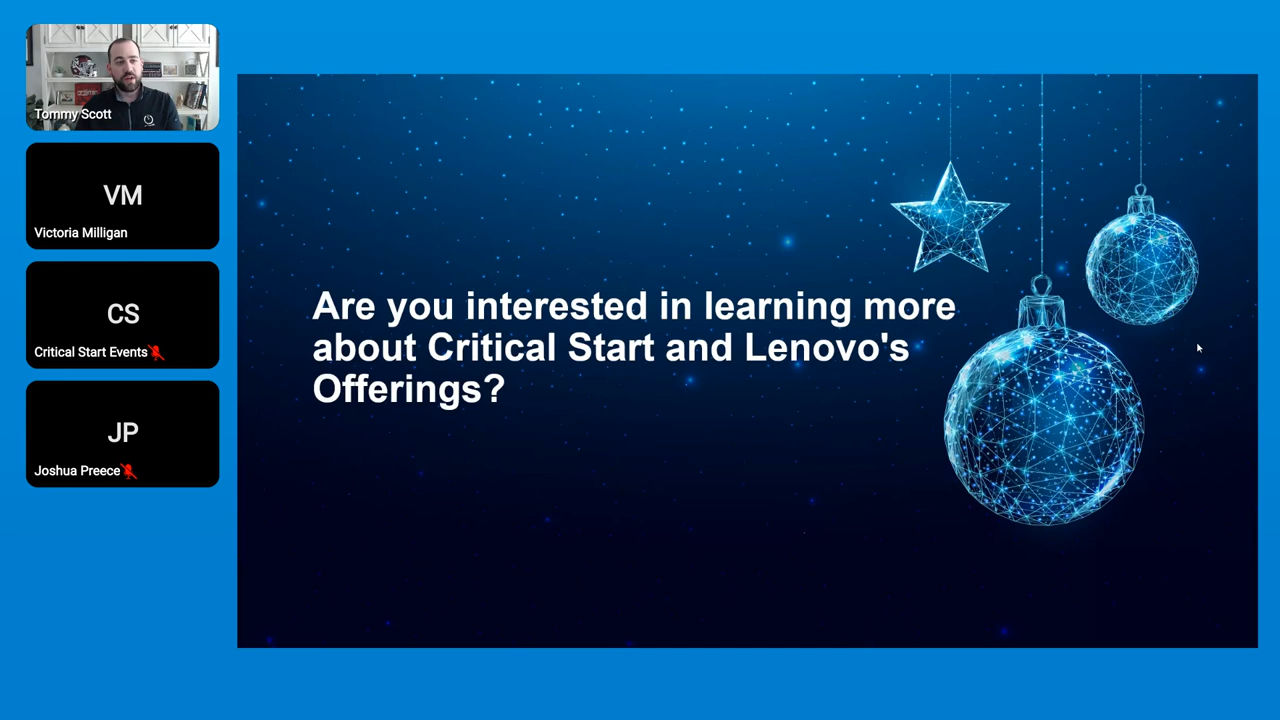 Tommy Scott
VM
Victoria Milligan
CS
Critical Start Events
JP
Joshua Preece
Are you interested in learning more
about Critical Start and Lenovo's
Offerings?